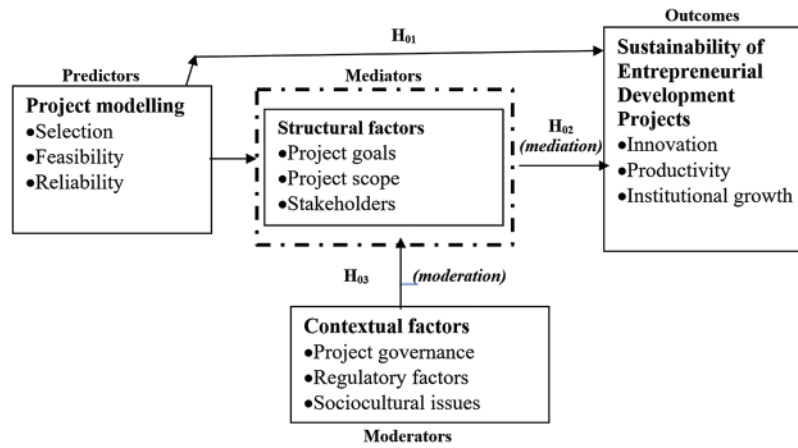 Outcomes
H01
Sustainability of
Entrepreneurial
Development
Projects
•Innovation
•Productivity
•Institutional growth
Predictors
Project modelling
•Selection
•Feasibility
•Reliability
Mediators
Structural factors
•Project goals
•Project scope
•Stakeholders
H02
(mediation)
H03 (moderation)
Contextual factors
•Project governance
•Regulatory factors
•Sociocultural issues
Moderators